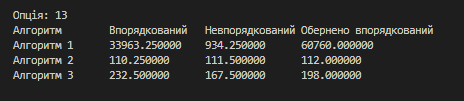 Опція: 13
Алгоритм Впорядкований Невпорядкований Обернено впорядкований
Алгоритм 1 33963.250000 934.250000 60760.000000
Алгоритм 2 110.250000 111.500000 112.000000
Алгоритм 3 232.500000 167.500000 198.000000